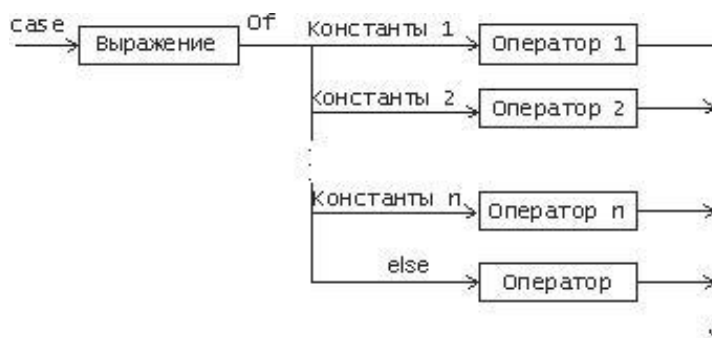 case
Выражение
Of
Константы 1
Оператор 1
Константы 2
Оператор 2
Константы n
Оператор n
else
Оператор